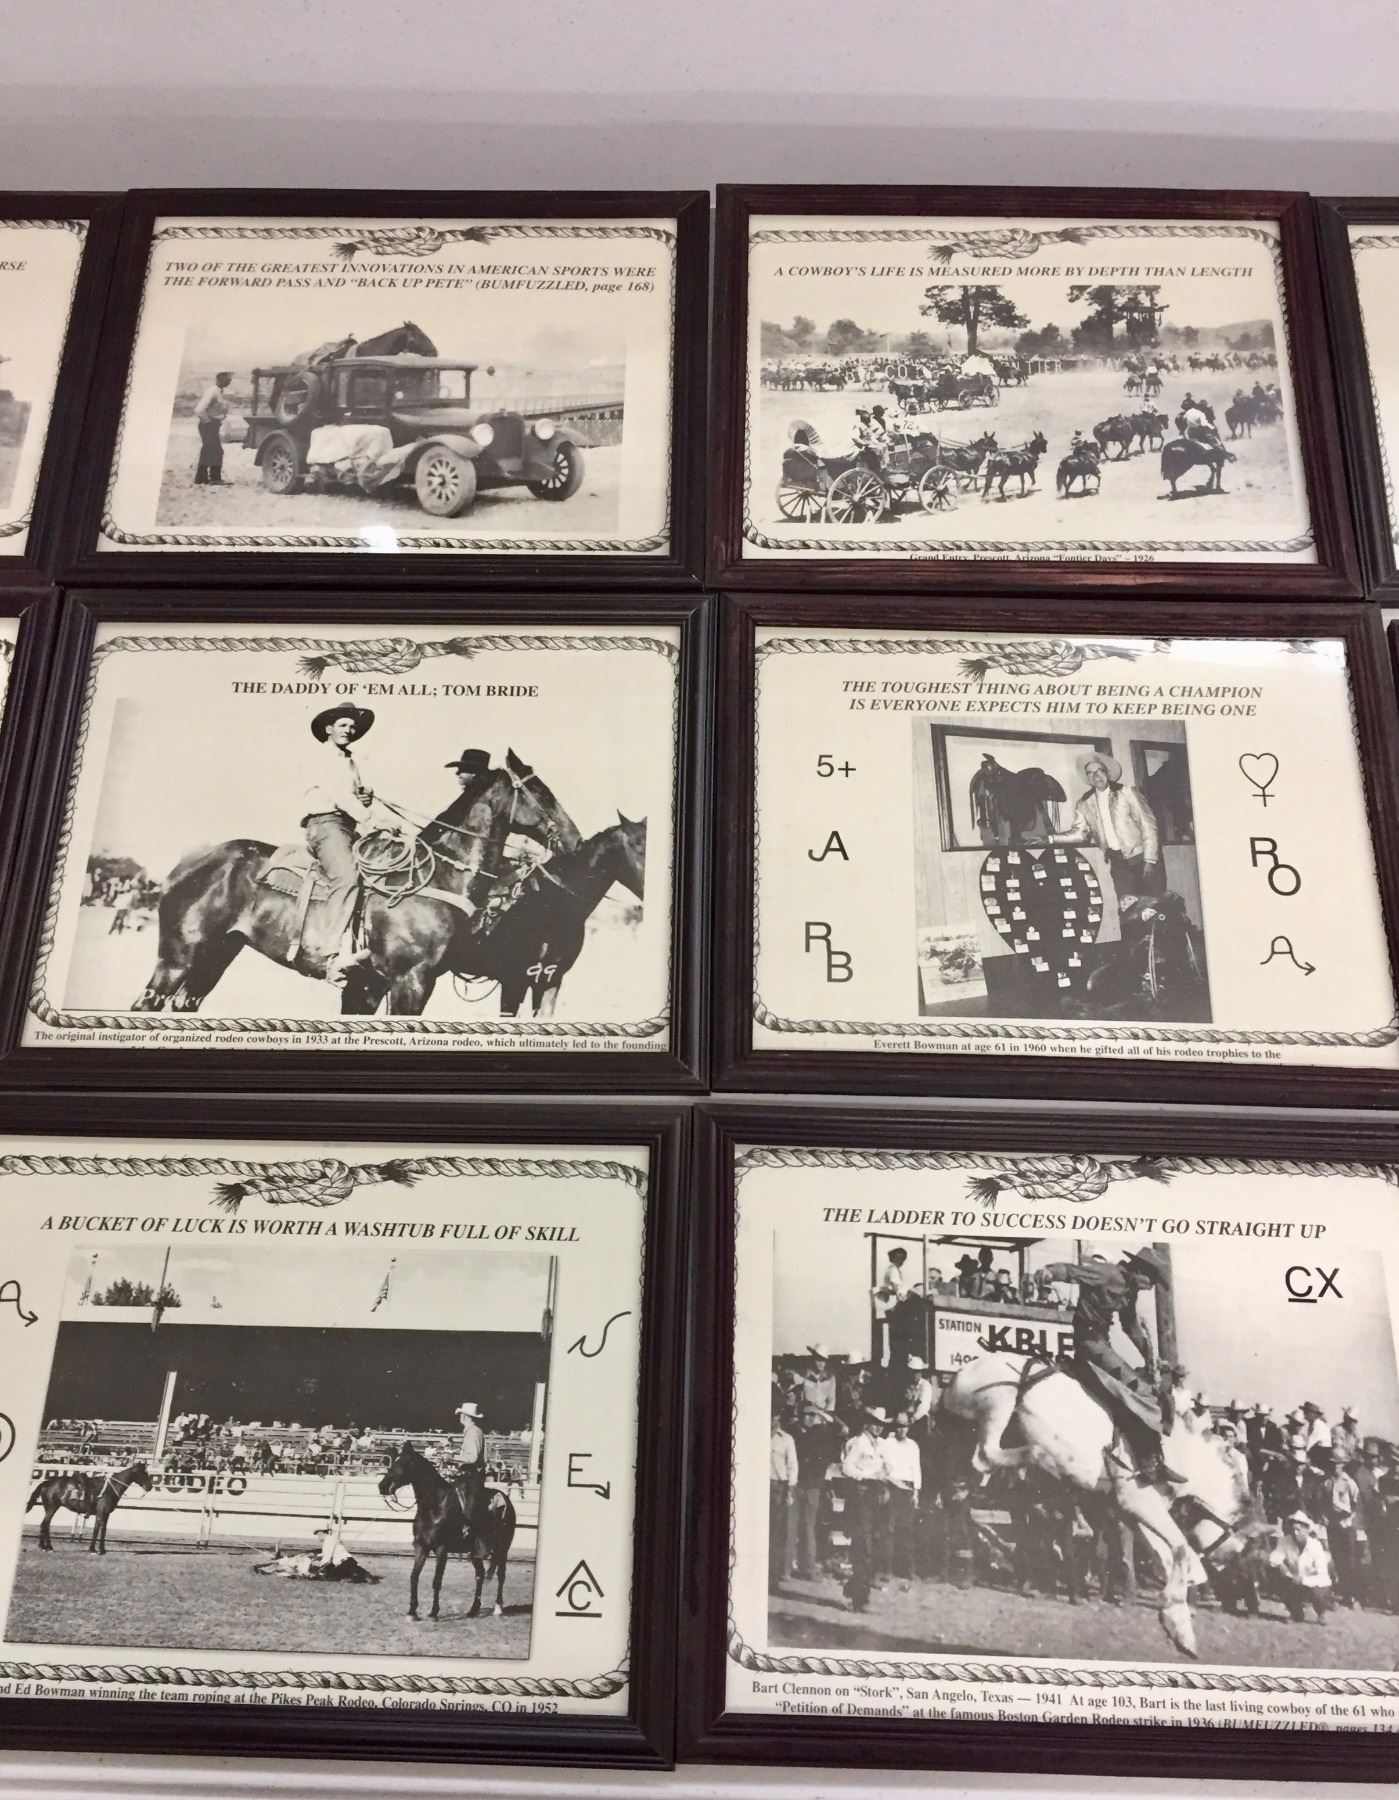 RSE
TWO OF THE GREATEST INNOVATIONS IN AMERICAN SPORTS WERE
THE FORWARD PASS AND “BACK UP PETE” (BUMFUZZLED, page 168)
A COWBOY’S LIFE IS MEASURED MORE BY DEPTH THAN LENGTH
72
Grand Entry, Prescott, Arizona “Fontier Days” – 1926
THE DADDY OF ‘EM ALL; TOM BRIDE
99
The original instigator of organized rodeo cowboys in 1933 at the Prescott, Arizona rodeo, which ultimately led to the founding
THE TOUGHEST THING ABOUT BEING A CHAMPION
IS EVERYONE EXPECTS HIM TO KEEP BEING ONE
5+
A
RB
RO
A
Everett Bowman at age 61 in 1960 when he gifted all of his rodeo trophies to the
A BUCKET OF LUCK IS WORTH A WASHTUB FULL OF SKILL
A
RODEO
E
C
nd Ed Bowman winning the team roping at the Pikes Peak Rodeo, Colorado Springs, CO in 1952
THE LADDER TO SUCCESS DOESN’T GO STRAIGHT UP
CX
STATION KBLF
Bart Clennon on “Stork”, San Angelo, Texas — 1941 At age 103, Bart is the last living cowboy of the 61 who
“Petition of Demands” at the famous Boston Garden Rodeo strike in 1936 (BUMFUZZLED®, pages 134